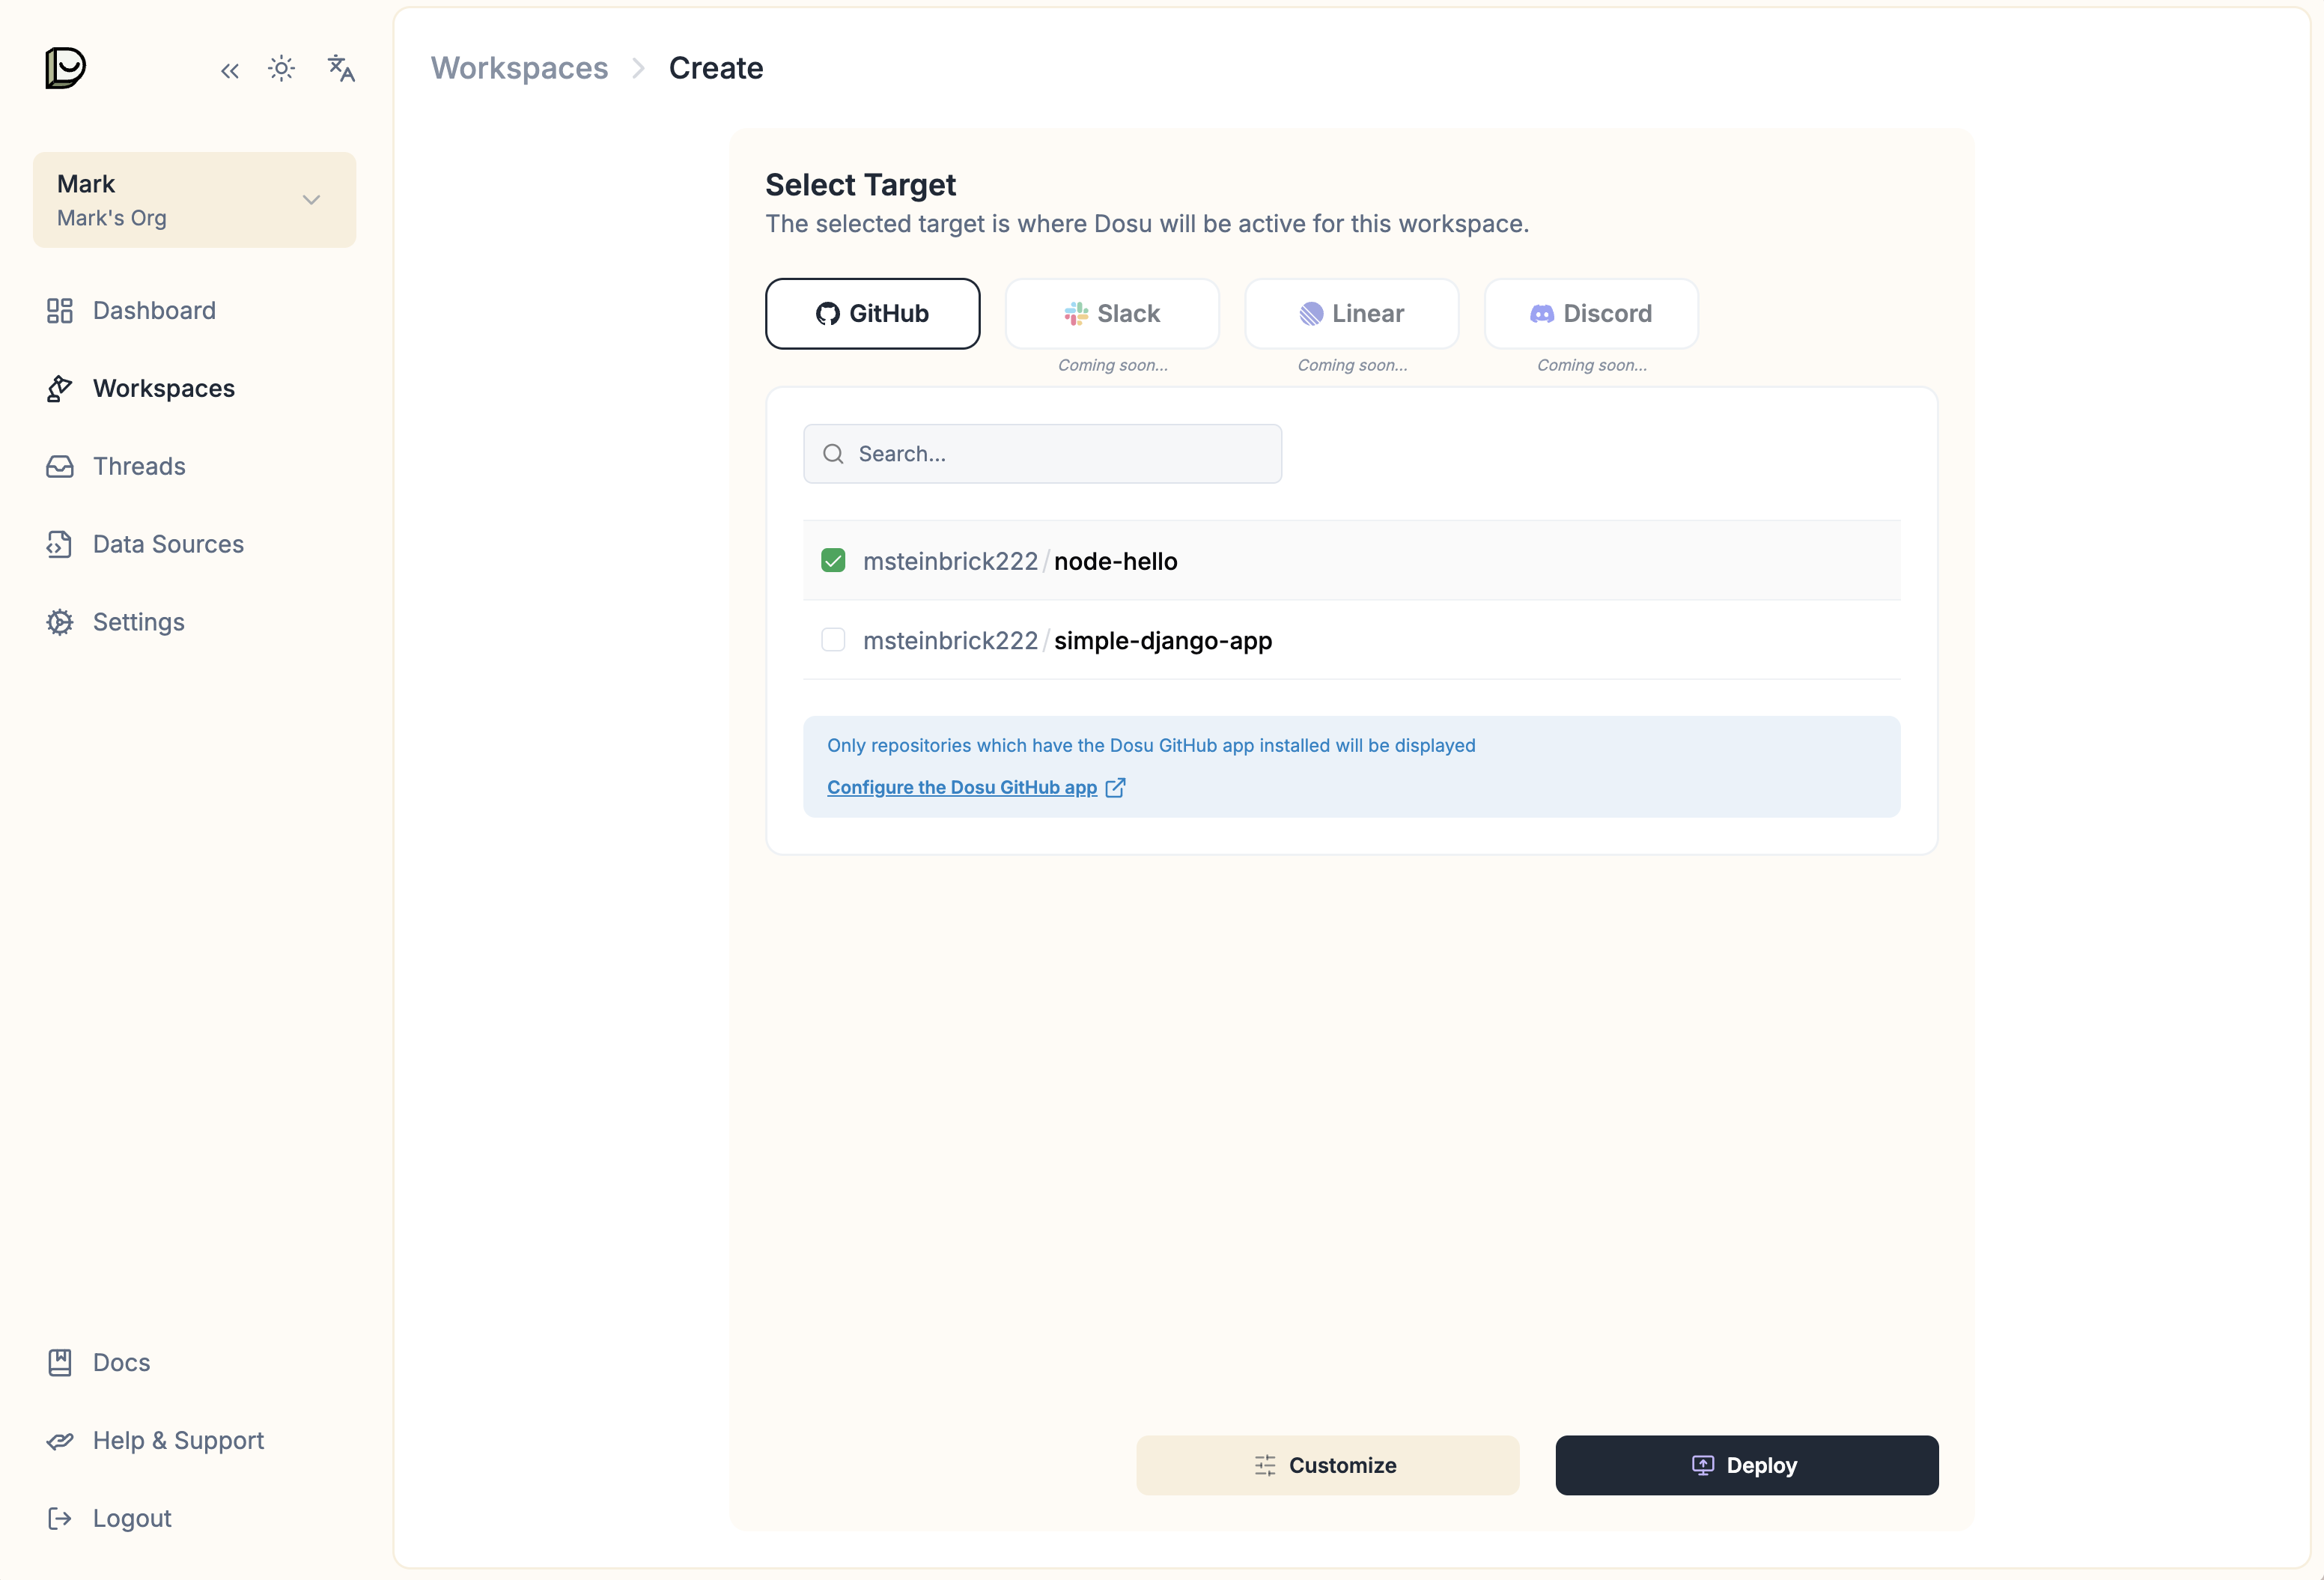 Mark
Mark's Org
Dashboard
Workspaces
Threads
Data Sources
Settings
Docs
Help & Support
Logout
Workspaces > Create
Select Target
The selected target is where Dosu will be active for this workspace.
GitHub
Slack
Coming soon...
Linear
Coming soon...
Discord
Coming soon...
Search...
msteinbrick222/node-hello
msteinbrick222/simple-django-app
Only repositories which have the Dosu GitHub app installed will be displayed
Configure the Dosu GitHub app
Customize
Deploy